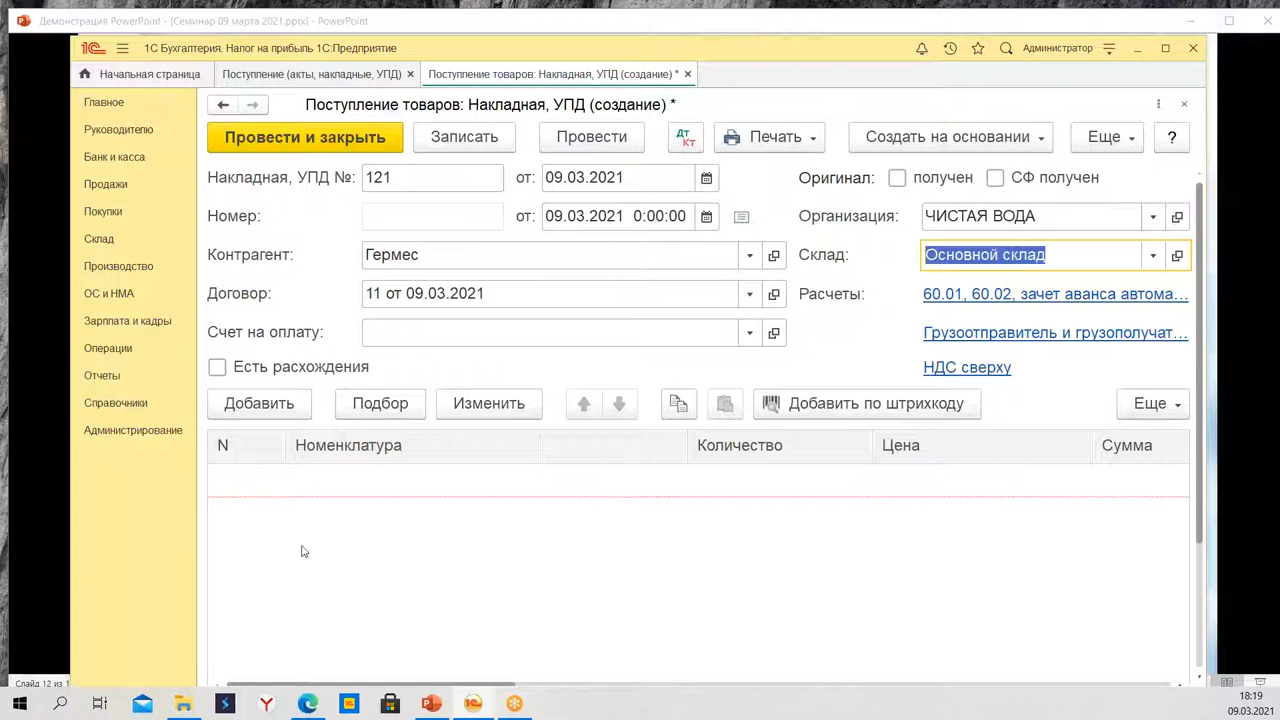 Демонстрация PowerPoint - [Семинар 09 марта 2021.pptx] - PowerPoint
1С Бухгалтерия. Налог на прибыль 1С:Предприятие
Администратор
Начальная страница
Поступление (акты, накладные, УПД)
Поступление товаров: Накладная, УПД (создание) *
Главное
Руководителю
Банк и касса
Продажи
Покупки
Склад
Производство
ОС и НМА
Зарплата и кадры
Операции
Отчеты
Справочники
Администрирование
Поступление товаров: Накладная, УПД (создание) *
Провести и закрыть
Записать
Провести
Дт
Кт
Печать
Создать на основании
Еще
?
Накладная, УПД №: 121 от: 09.03.2021 Оригинал: получен СФ получен
Номер: от: 09.03.2021 0:00:00 Организация: ЧИСТАЯ ВОДА
Контрагент: Гермес Склад: Основной склад
Договор: 11 от 09.03.2021 Расчеты: 60.01, 60.02, зачет аванса автома...
Счет на оплату: Грузоотправитель и грузополучат...
Есть расхождения НДС сверху
Добавить Подбор Изменить Добавить по штрихкоду Еще
N Номенклатура Количество Цена Сумма
Слайд 12 из 1
18:19
09.03.2021